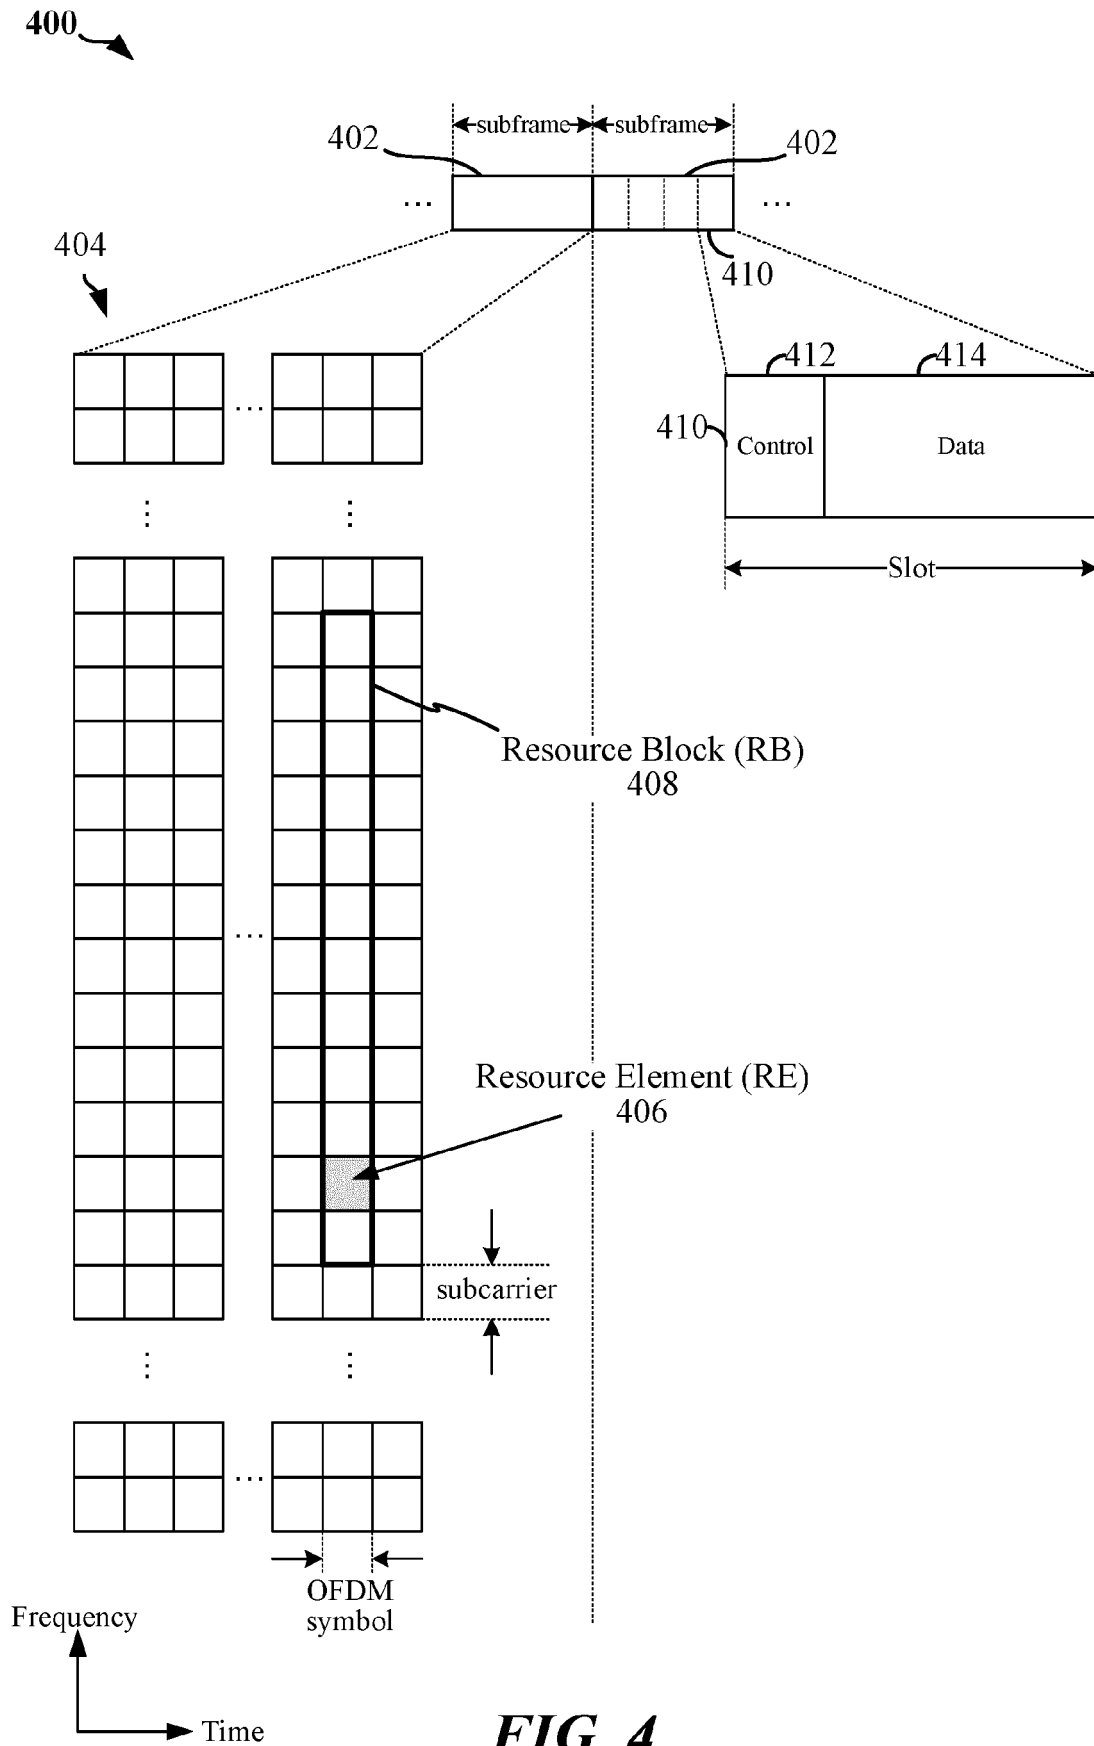 400
subframe subframe
402 402
... ...
404
410
412 414
410 Control Data
...
Slot
Resource Block (RB)
408
...
Resource Element (RE)
406
subcarrier
...
OFDM
symbol
Frequency
Time
FIG. 4